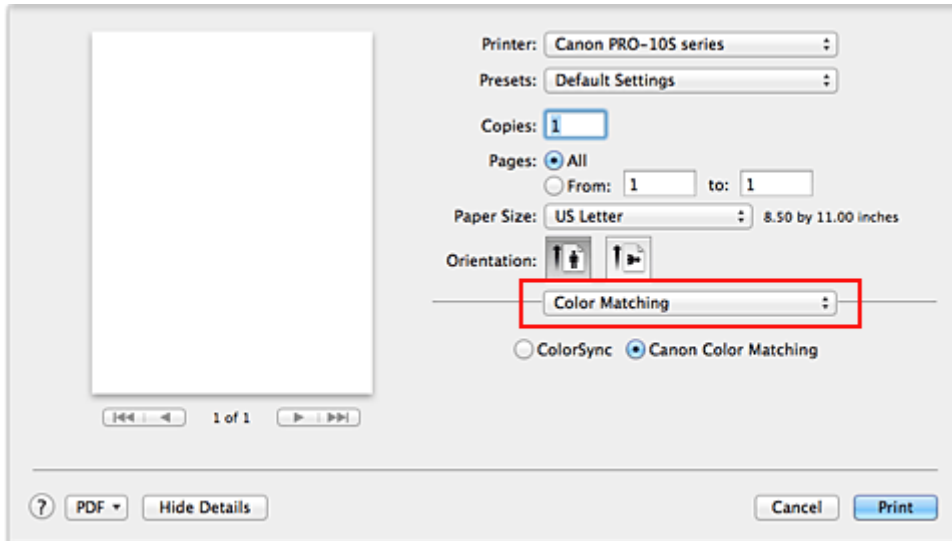 Printer: Canon PRO-10S series
Presets: Default Settings
Copies: 1
Pages: All
From: 1 to: 1
Paper Size: US Letter 8.50 by 11.00 inches
Orientation:
Color Matching
ColorSync Canon Color Matching
1 of 1
? PDF Hide Details Cancel Print